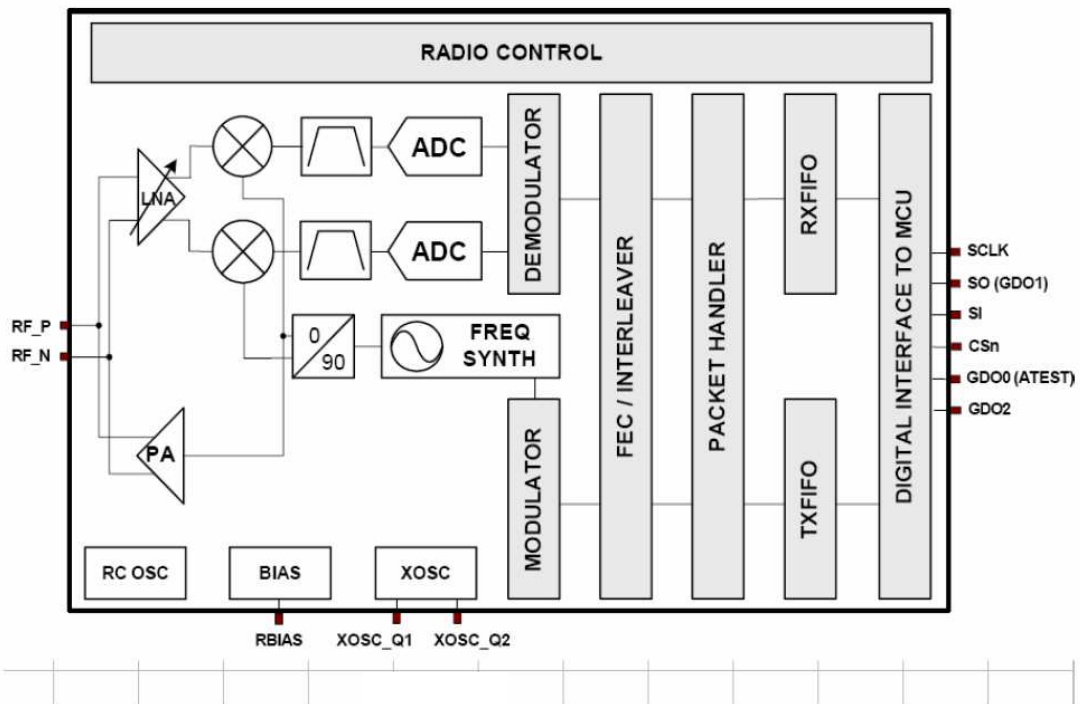 RADIO CONTROL
LNA
ADC
ADC
DEMODULATOR
FEC / INTERLEAVER
PACKET HANDLER
RXFIFO
DIGITAL INTERFACE TO MCU
SCLK
SO (GDO1)
SI
CSn
GDO0 (ATEST)
GDO2
RF_P
RF_N
0
90
FREQ
SYNTH
PA
MODULATOR
TXFIFO
RC OSC
BIAS
XOSC
RBIAS
XOSC_Q1
XOSC_Q2